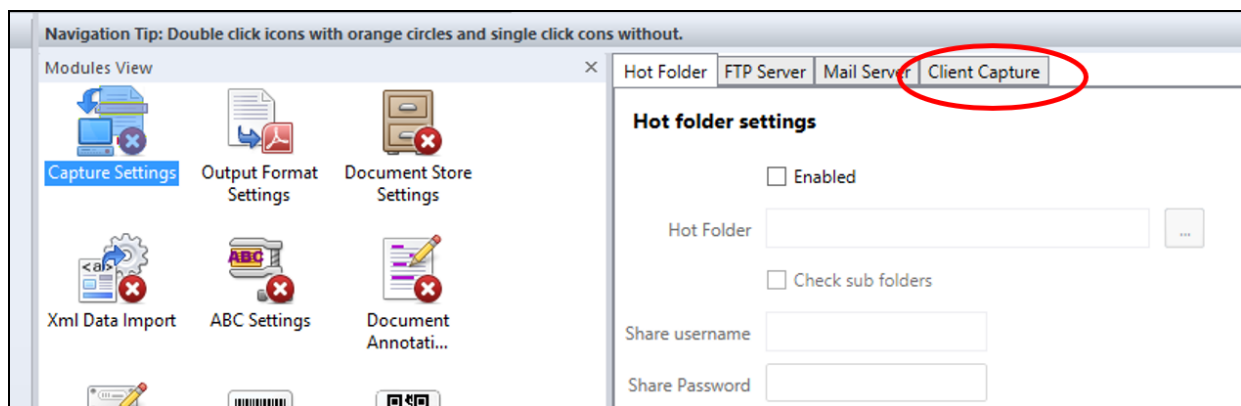 Navigation Tip: Double click icons with orange circles and single click cons without.
Modules View
Hot Folder FTP Server Mail Server Client Capture
Hot folder settings
Enabled
Hot Folder
...
Check sub folders
Share username
Share Password
Capture Settings
Output Format
Settings
Document Store
Settings
<a>
Xml Data Import
ABC
ABC Settings
Document
Annotati...